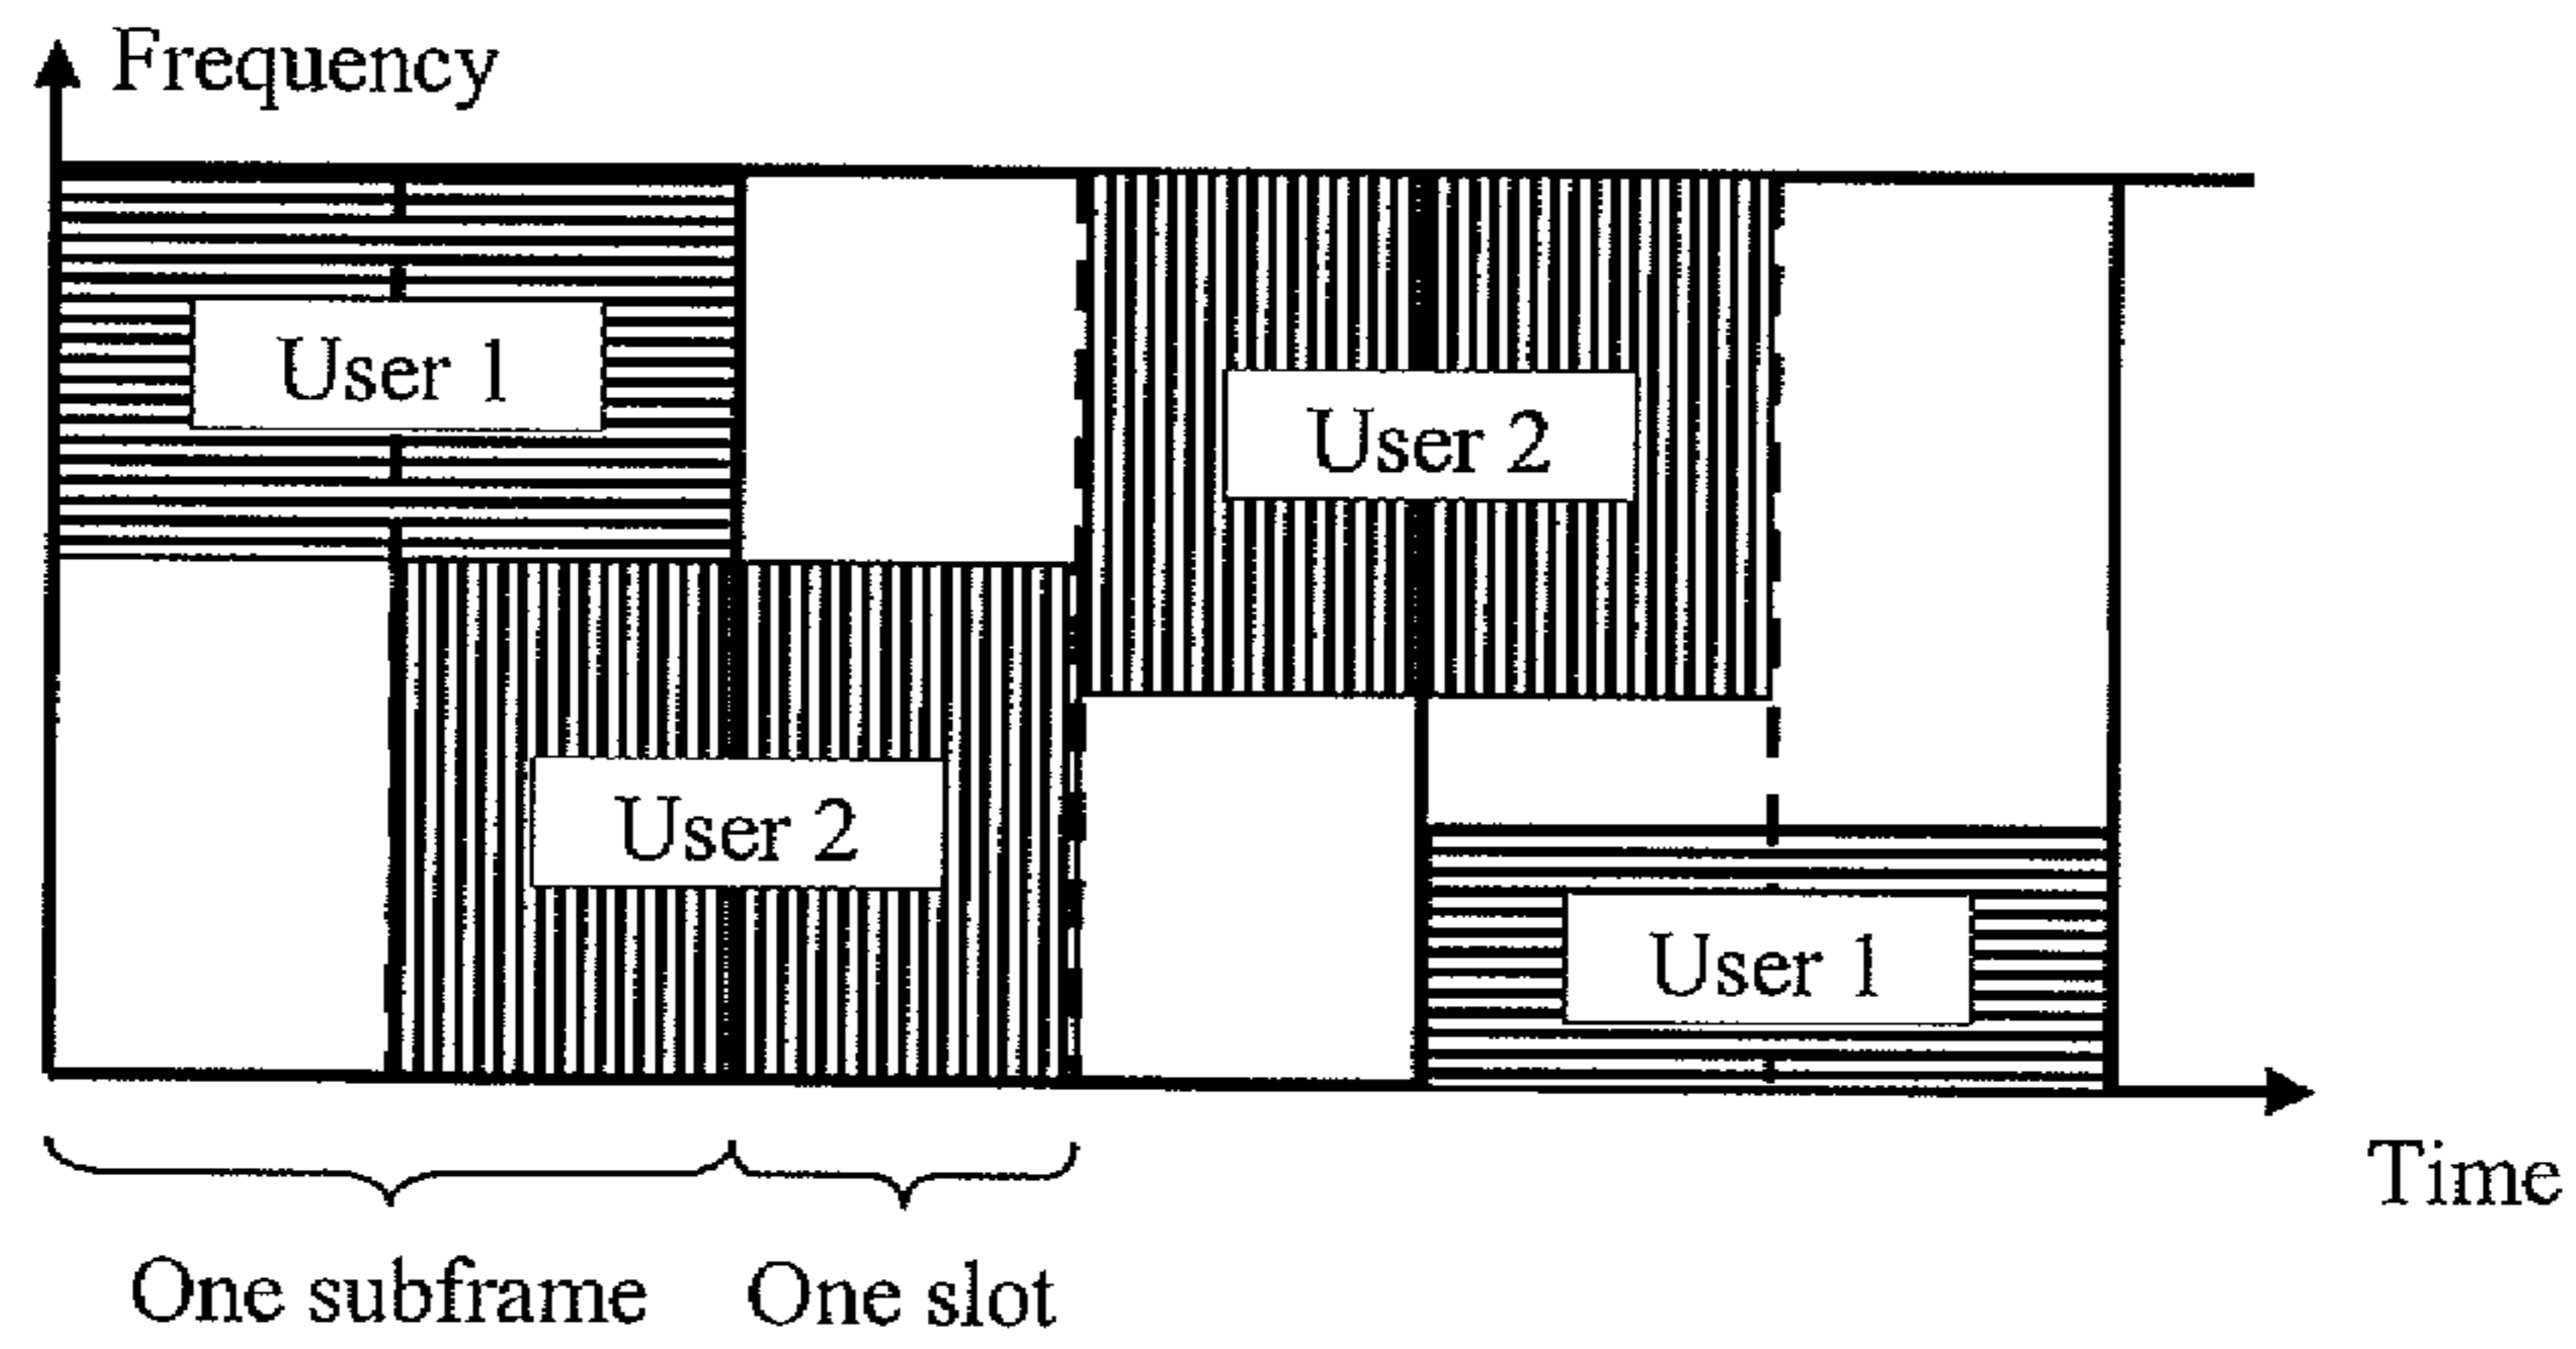 Frequency
User 1
User 2
User 2
User 1
Time
One subframe
One slot